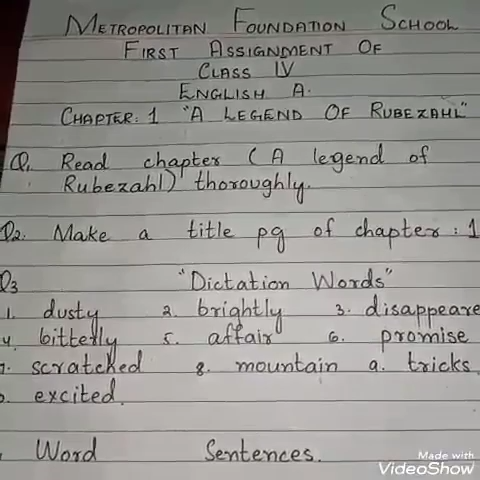 METROPOLITAN FOUNDATION SCHOOL
FIRST ASSIGNMENT OF
CLASS IV
ENGLISH A.
CHAPTER: 1 "A LEGEND OF RUBEZAHL"
Q1. Read chapter (A legend of
Rubezahl) thoroughly.
Q2. Make a title pg of chapter: 1
Q3 "Dictation Words"
1. dusty 2. brightly 3. disappeare
4. bitterly 5. affair 6. promise
7. scratched 8. mountain 9. tricks
excited.
Word Sentences.
Made with
VideoShow